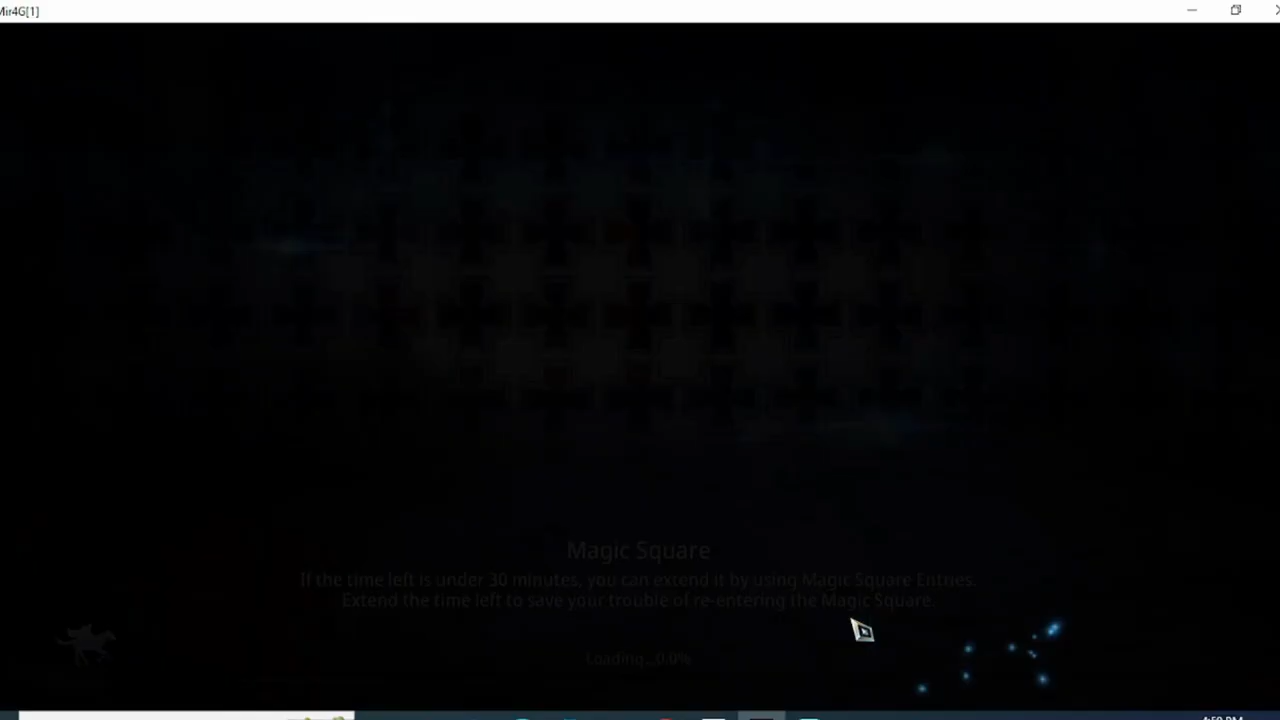 Mir4G[1]
Magic Square
If the time left is under 30 minutes, you can extend it by using Magic Square Entries.
Extend the time left to save your trouble of re-entering the Magic Square.
Loading...0.0%